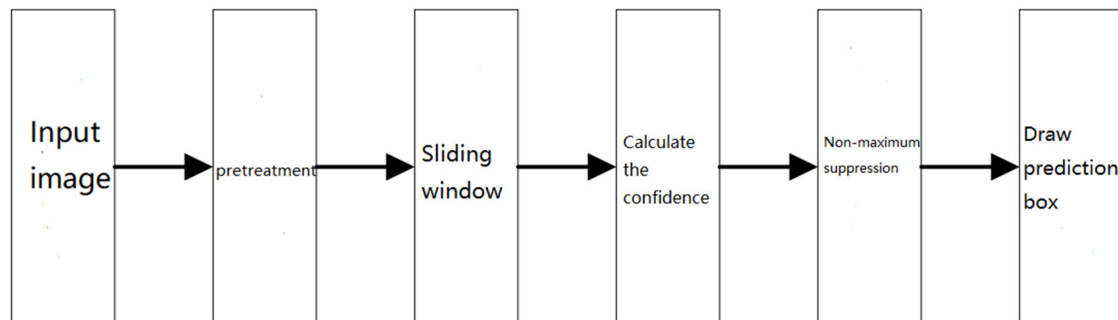 Input
image
pretreatment
Sliding
window
Calculate
the
confidence
Non-maximum
suppression
Draw
prediction
box